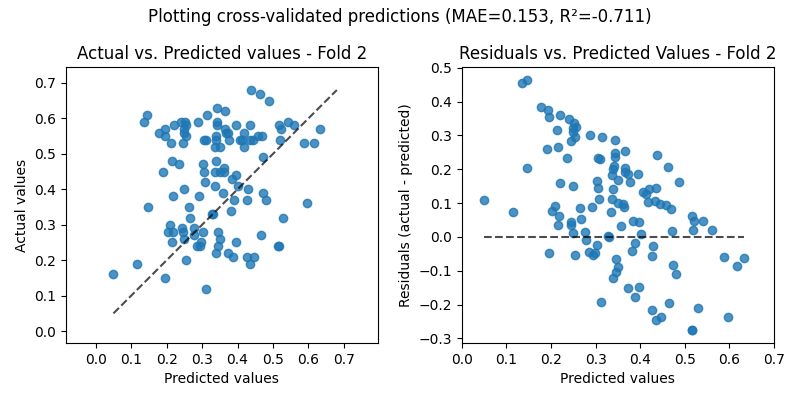 Plotting cross-validated predictions (MAE=0.153, R²=-0.711)
Actual vs. Predicted values - Fold 2
Actual values
0.7
0.6
0.5
0.4
0.3
0.2
0.1
0.0
0.0 0.1 0.2 0.3 0.4 0.5 0.6 0.7
Predicted values
Residuals vs. Predicted Values - Fold 2
Residuals (actual - predicted)
0.5
0.4
0.3
0.2
0.1
0.0
−0.1
−0.2
−0.3
0.0 0.1 0.2 0.3 0.4 0.5 0.6 0.7
Predicted values